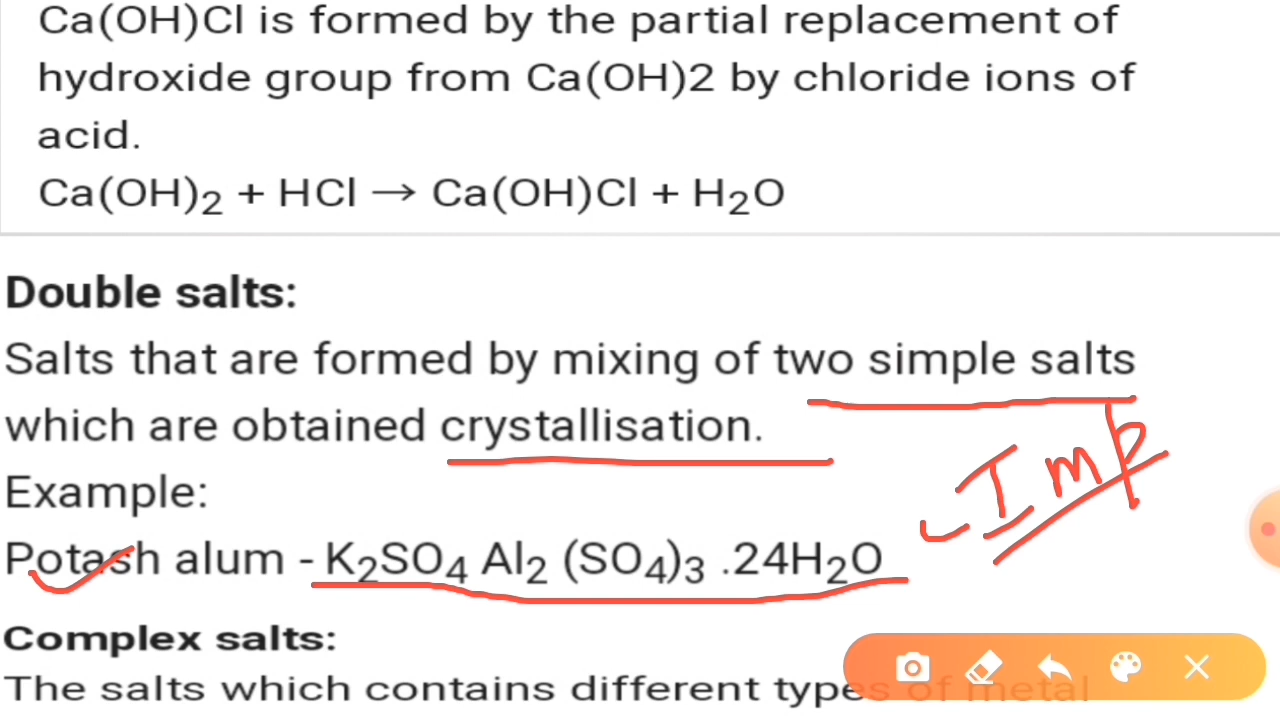 Ca(OH)Cl is formed by the partial replacement of
hydroxide group from Ca(OH)2 by chloride ions of
acid.
Ca(OH)₂ + HCl → Ca(OH)Cl + H₂O
Double salts:
Salts that are formed by mixing of two simple salts
which are obtained crystallisation.
Imp
Example:
Potash alum - K₂SO₄ Al₂ (SO₄)₃ .24H₂O
Complex salts:
The salts which contains different types of metal